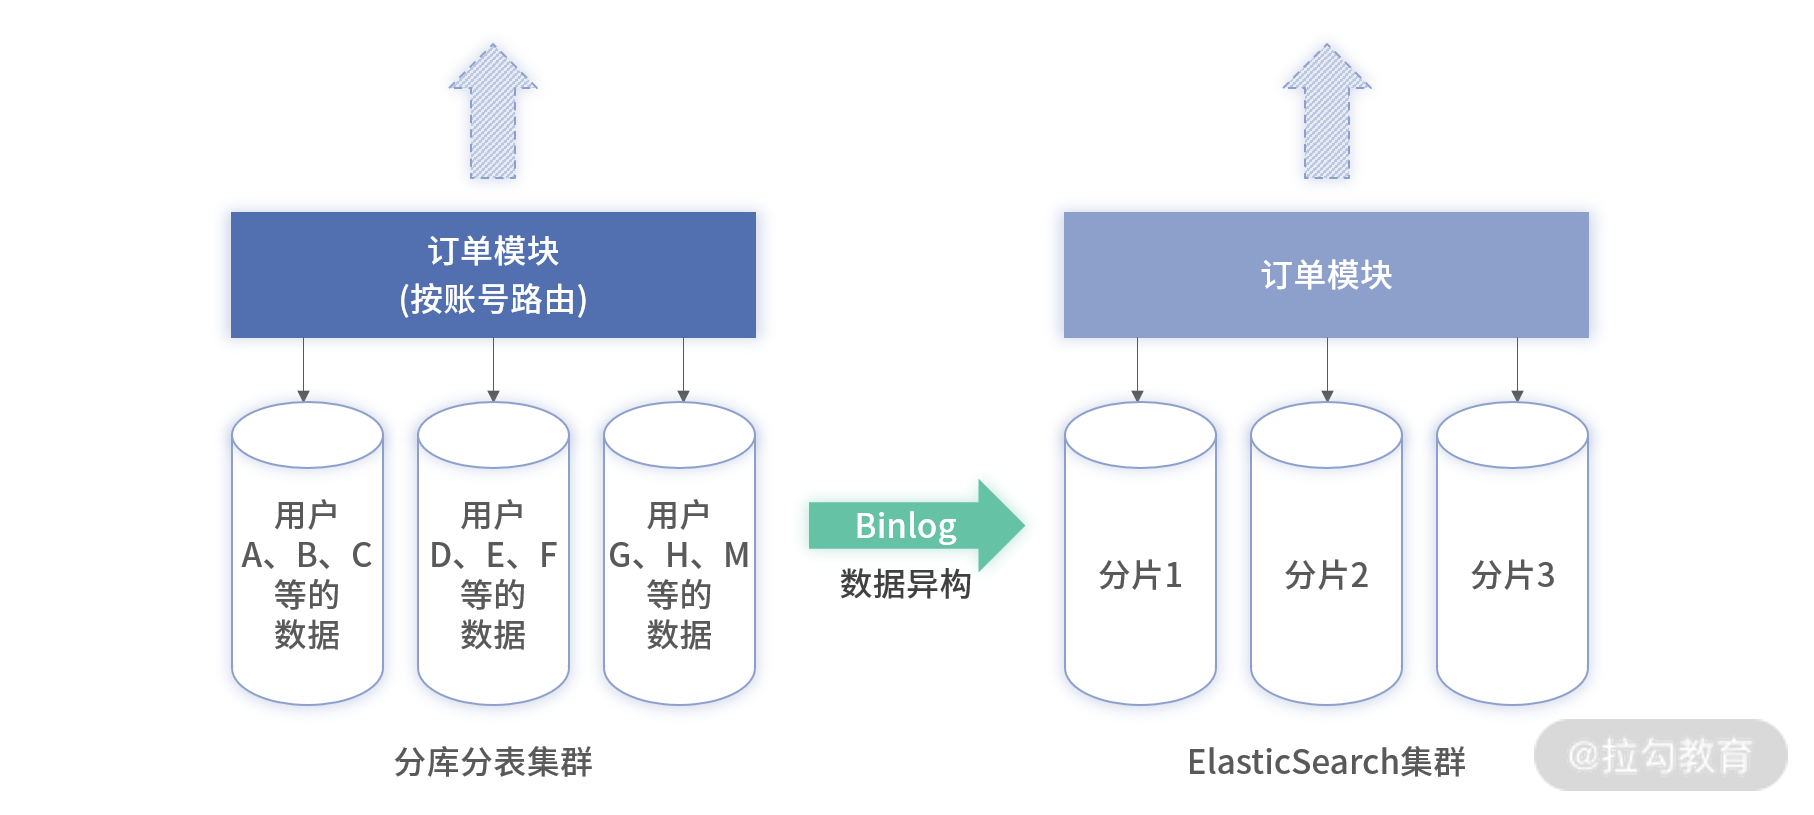 订单模块
(按账号路由)
用户
A、B、C
等的
数据
用户
D、E、F
等的
数据
用户
G、H、M
等的
数据
分库分表集群
Binlog
数据异构
订单模块
分片1
分片2
分片3
ElasticSearch集群
@拉勾教育